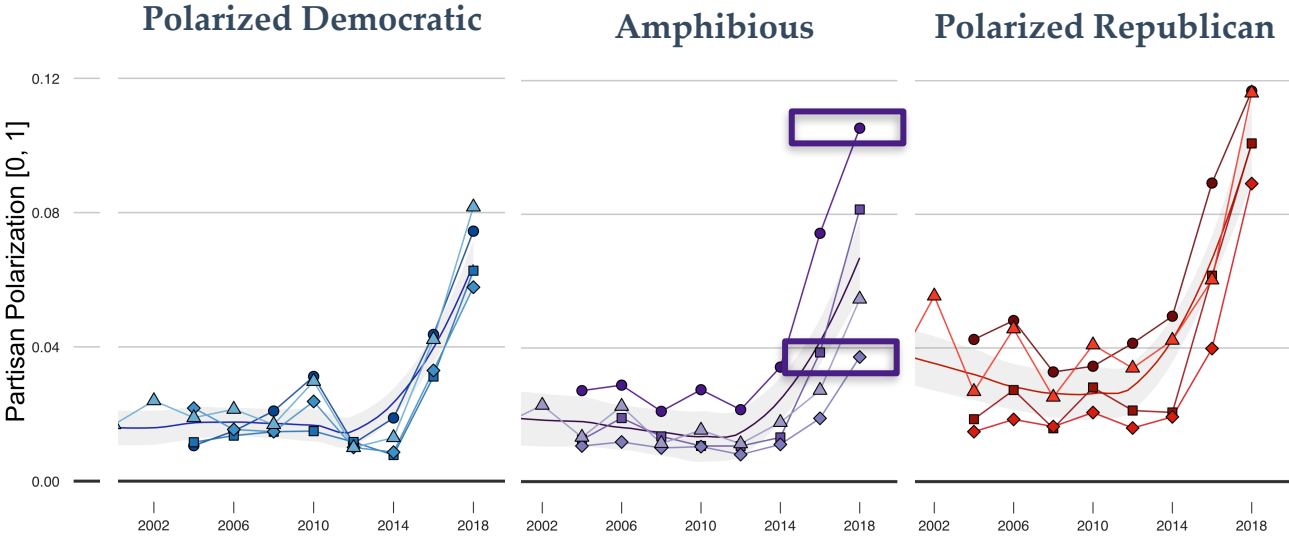 Polarized Democratic
Amphibious
Polarized Republican
Partisan Polarization [0, 1]
0.12
0.08
0.04
0.00
2002 2006 2010 2014 2018
2002 2006 2010 2014 2018
2002 2006 2010 2014 2018